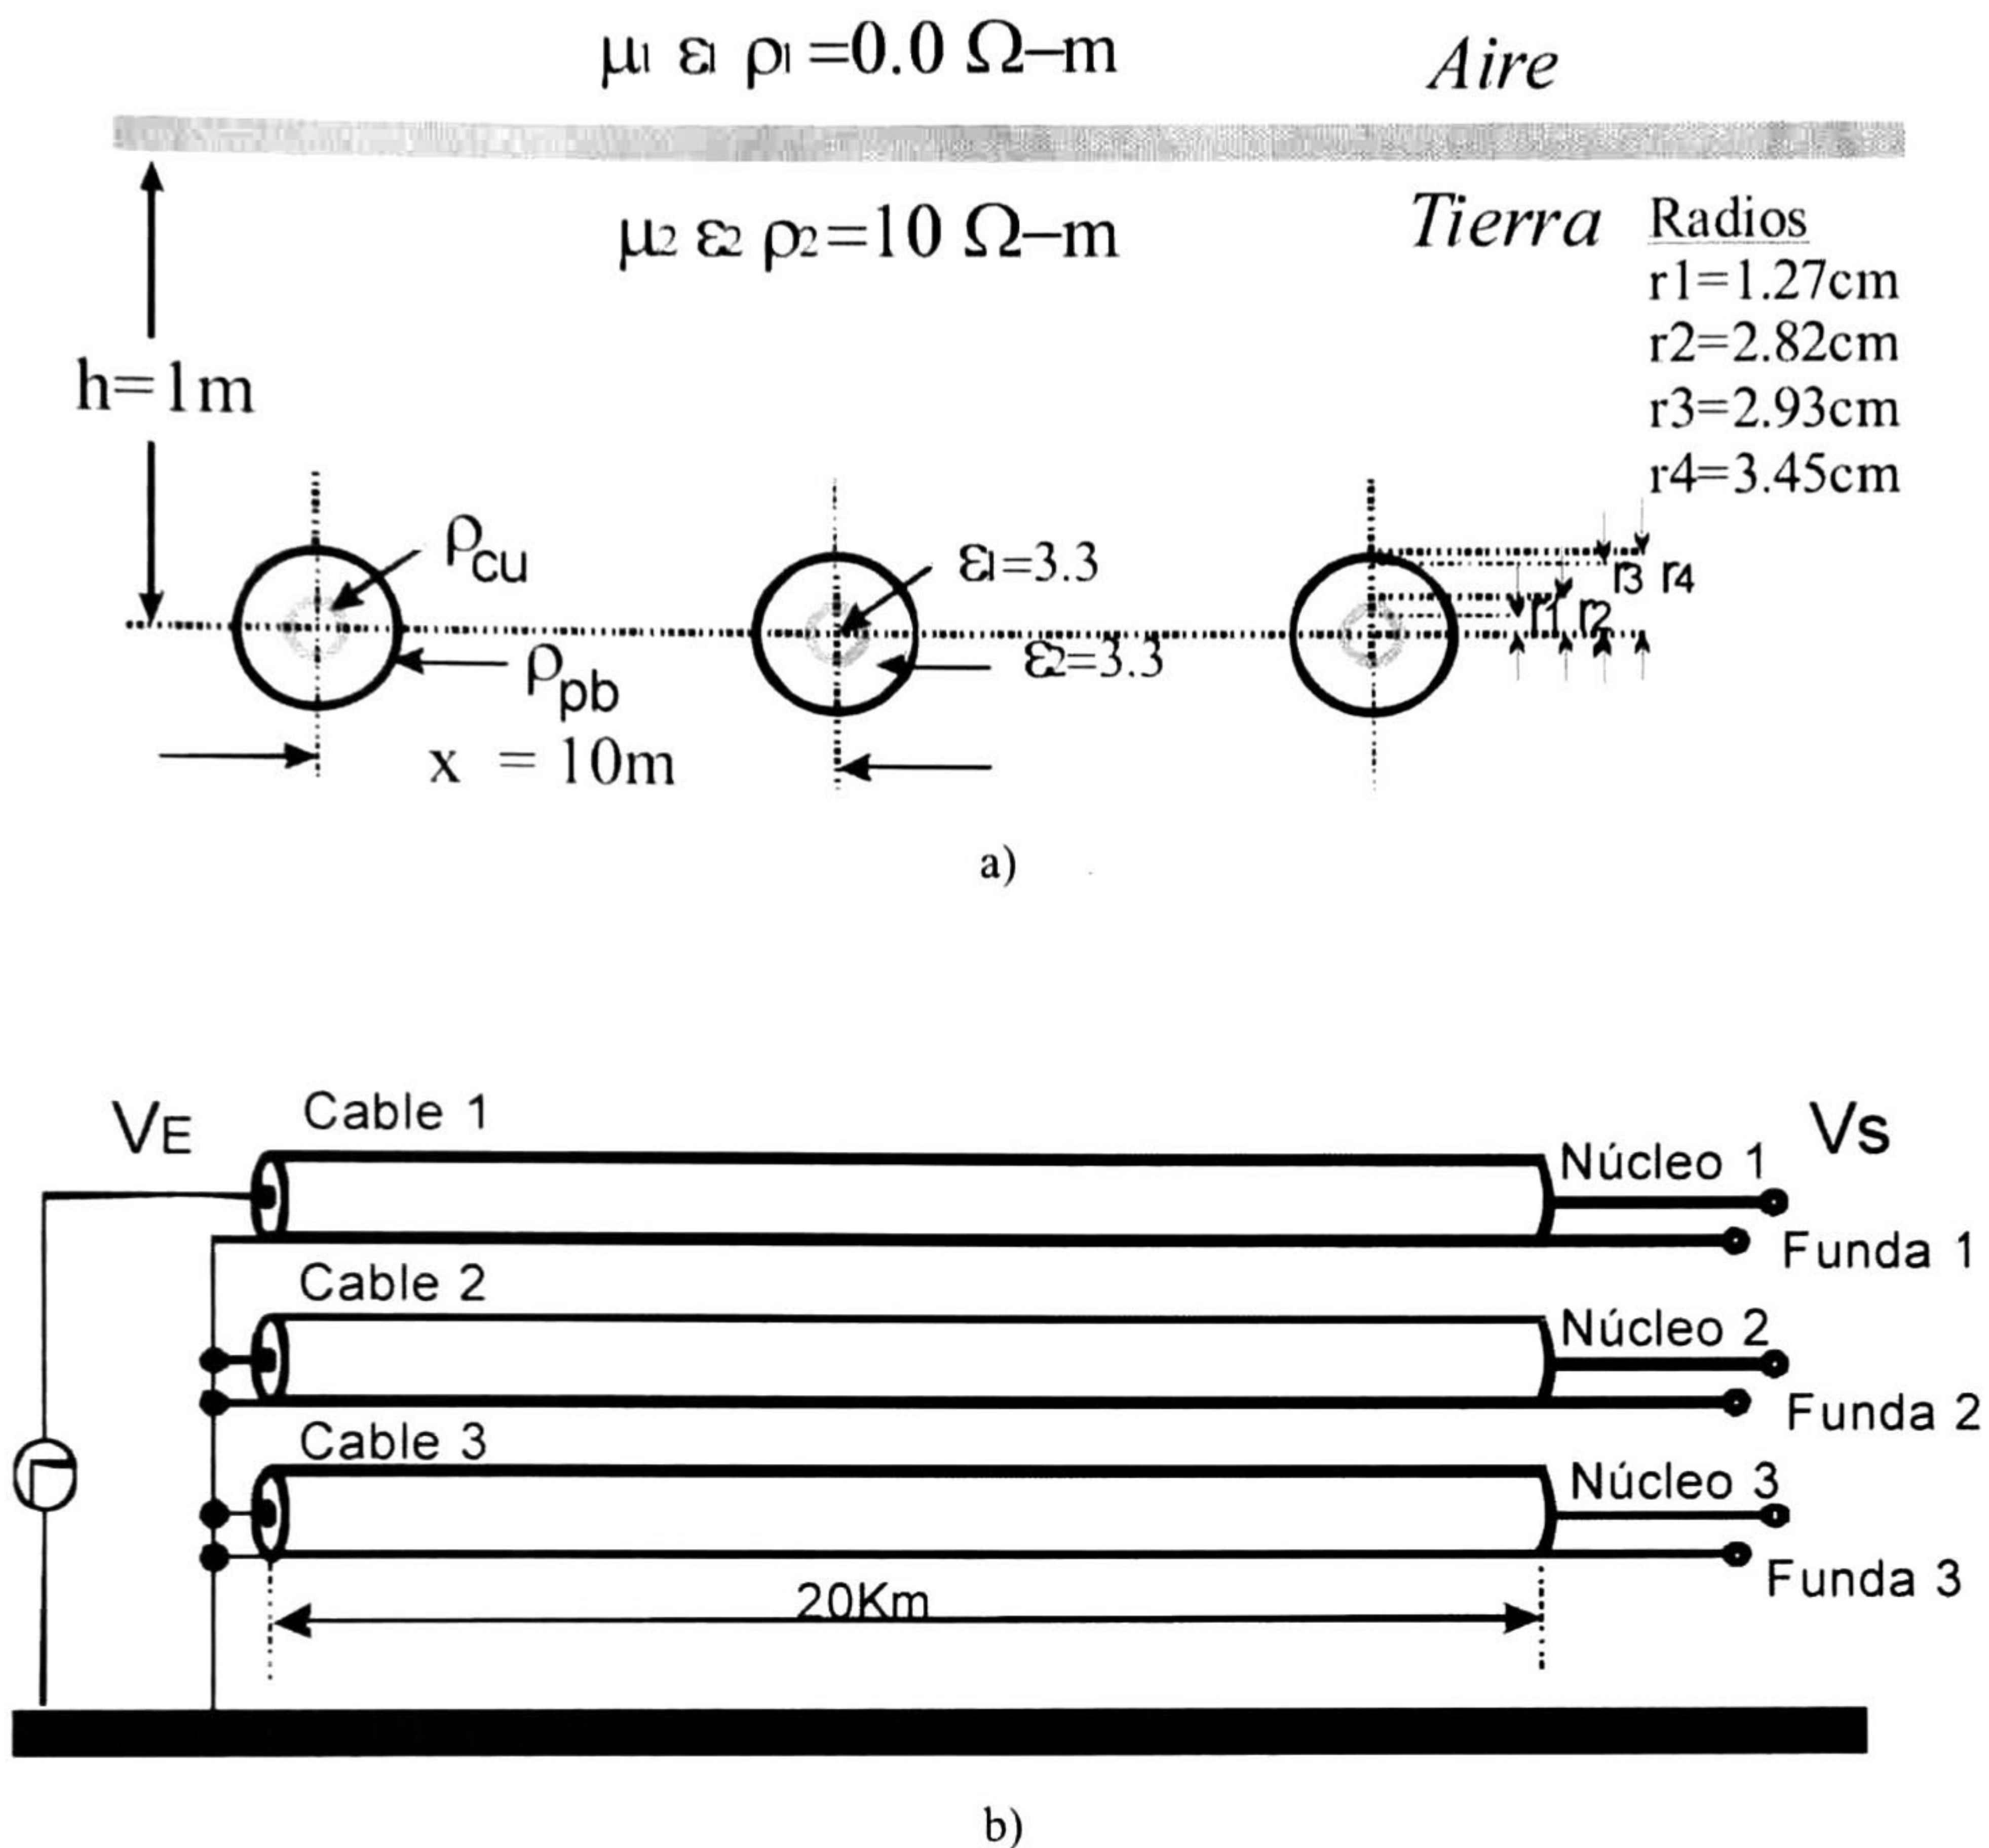 μ1 ε1 ρ1 =0.0 Ω–m
Aire
μ2 ε2 ρ2=10 Ω–m
Tierra
Radios
r1=1.27cm
r2=2.82cm
r3=2.93cm
r4=3.45cm
h=1m
ρcu
ε1=3.3
r3 r4
r1 r2
ρpb
ε2=3.3
x = 10m
a)
VE
Cable 1
Vs
Núcleo 1
Funda 1
Cable 2
Núcleo 2
Funda 2
Cable 3
Núcleo 3
Funda 3
20Km
b)